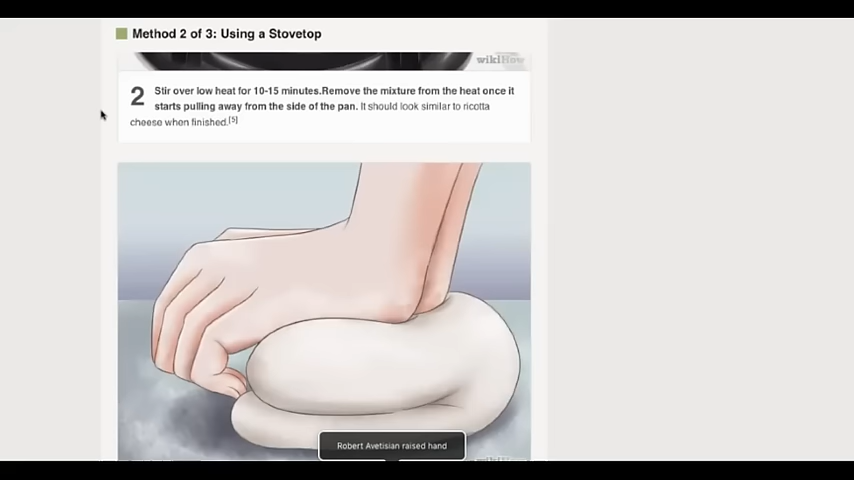 Method 2 of 3: Using a Stovetop
wikiHow
2 Stir over low heat for 10-15 minutes.Remove the mixture from the heat once it
starts pulling away from the side of the pan. It should look similar to ricotta
cheese when finished.[5]
Robert Avetisian raised hand